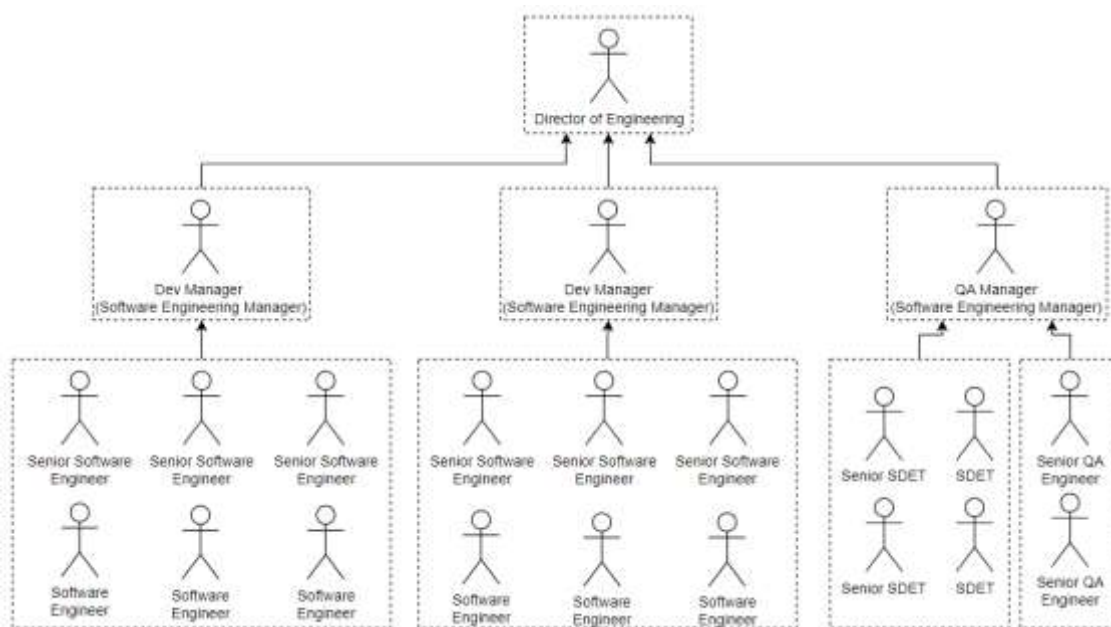 Director of Engineering
Dev Manager
(Software Engineering Manager)
Dev Manager
(Software Engineering Manager)
QA Manager
(Software Engineering Manager)
Senior Software
Engineer
Senior Software
Engineer
Senior Software
Engineer
Software
Engineer
Software
Engineer
Software
Engineer
Senior Software
Engineer
Senior Software
Engineer
Senior Software
Engineer
Software
Engineer
Software
Engineer
Software
Engineer
Senior SDET
SDET
Senior SDET
SDET
Senior QA
Engineer
Senior QA
Engineer